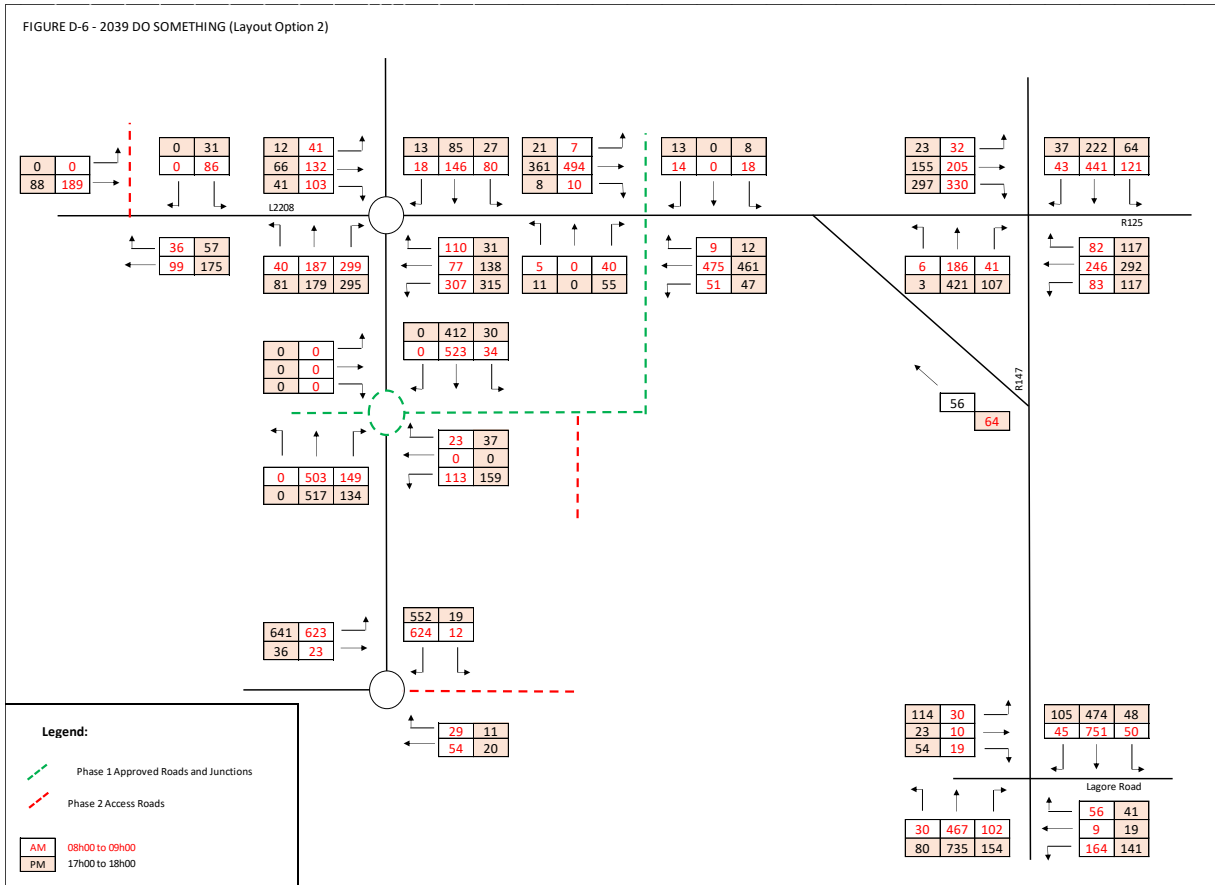 FIGURE D-6 - 2039 DO SOMETHING (Layout Option 2)
0 31
12 41
13 85 27
21 7
13 0 8
23 32
37 222 64
0 0
0 86
66 132
18 146 80
361 494
14 0 18
155 205
43 441 121
88 189
41 103
8 10
297 330
L2208
R125
36 57
110 31
9 12
82 117
99 175
40 187 299
77 138
5 0 40
475 461
6 186 41
246 292
81 179 295
307 315
11 0 55
51 47
3 421 107
83 117
0 412 30
0 0
0 523 34
0 0
0 0
R147
56
64
23 37
0 0
0 503 149
113 159
0 517 134
552 19
641 623
624 12
36 23
29 11
54 20
114 30
105 474 48
23 10
45 751 50
54 19
Lagore Road
56 41
30 467 102
9 19
80 735 154
164 141
Legend:
Phase 1 Approved Roads and Junctions
Phase 2 Access Roads
AM 08h00 to 09h00
PM 17h00 to 18h00